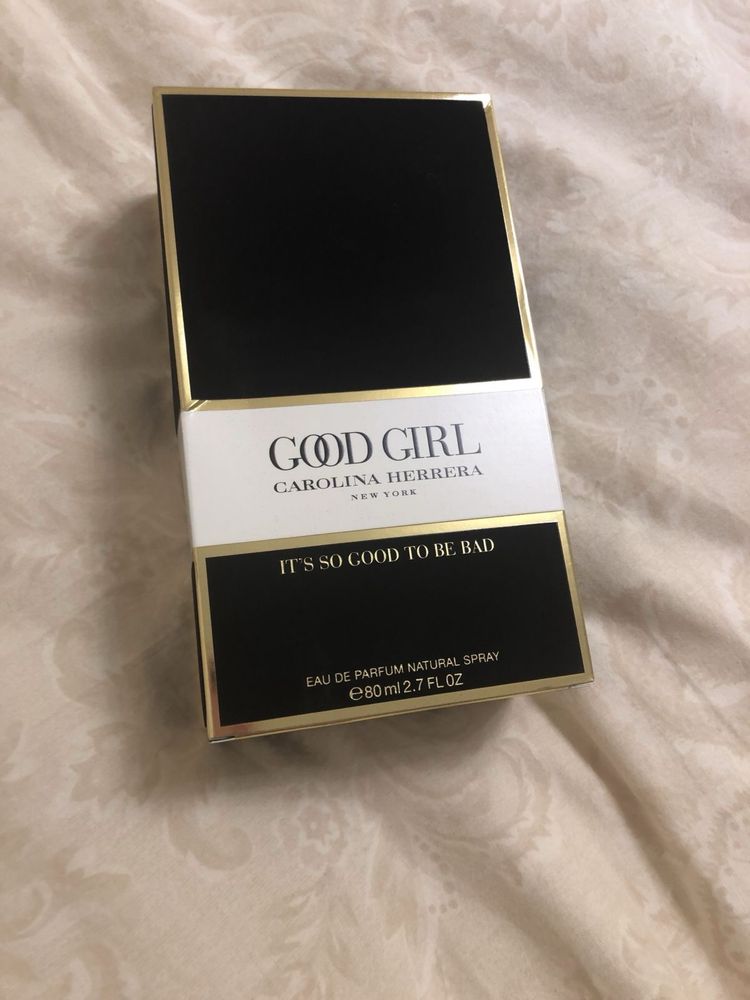 GOOD GIRL
CAROLINA HERRERA
NEW YORK
IT'S SO GOOD TO BE BAD
EAU DE PARFUM NATURAL SPRAY
℮80 ml 2.7 FL OZ